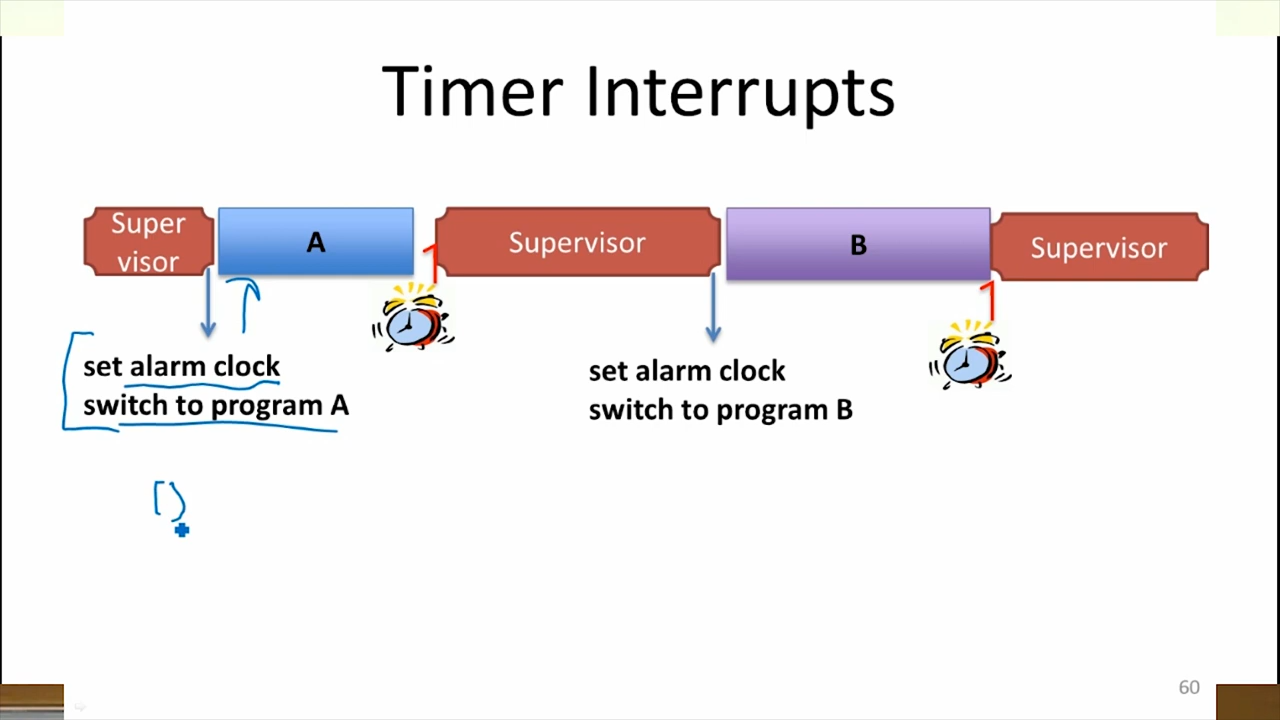 Timer Interrupts
Super
visor
A
Supervisor
B
Supervisor
set alarm clock
switch to program A
set alarm clock
switch to program B
60